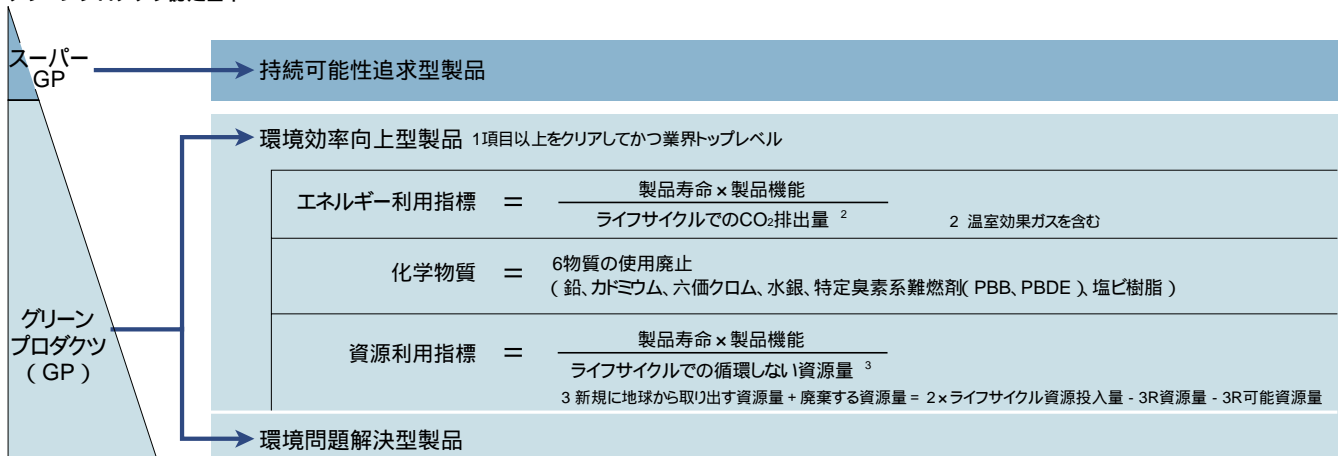 スーパー
GP
持続可能性追求型製品
環境効率向上型製品 1項目以上をクリアしてかつ業界トップレベル
エネルギー利用指標 =
製品寿命×製品機能
ライフサイクルでのCO2排出量 2
2 温室効果ガスを含む
化学物質 =
6物質の使用廃止
(鉛、カドミウム、六価クロム、水銀、特定臭素系難燃剤(PBB、PBDE)、塩ビ樹脂)
グリーン
プロダクツ
(GP)
資源利用指標 =
製品寿命×製品機能
ライフサイクルでの循環しない資源量 3
3 新規に地球から取り出す資源量 + 廃棄する資源量 = 2×ライフサイクル資源投入量 - 3R資源量 - 3R可能資源量
環境問題解決型製品